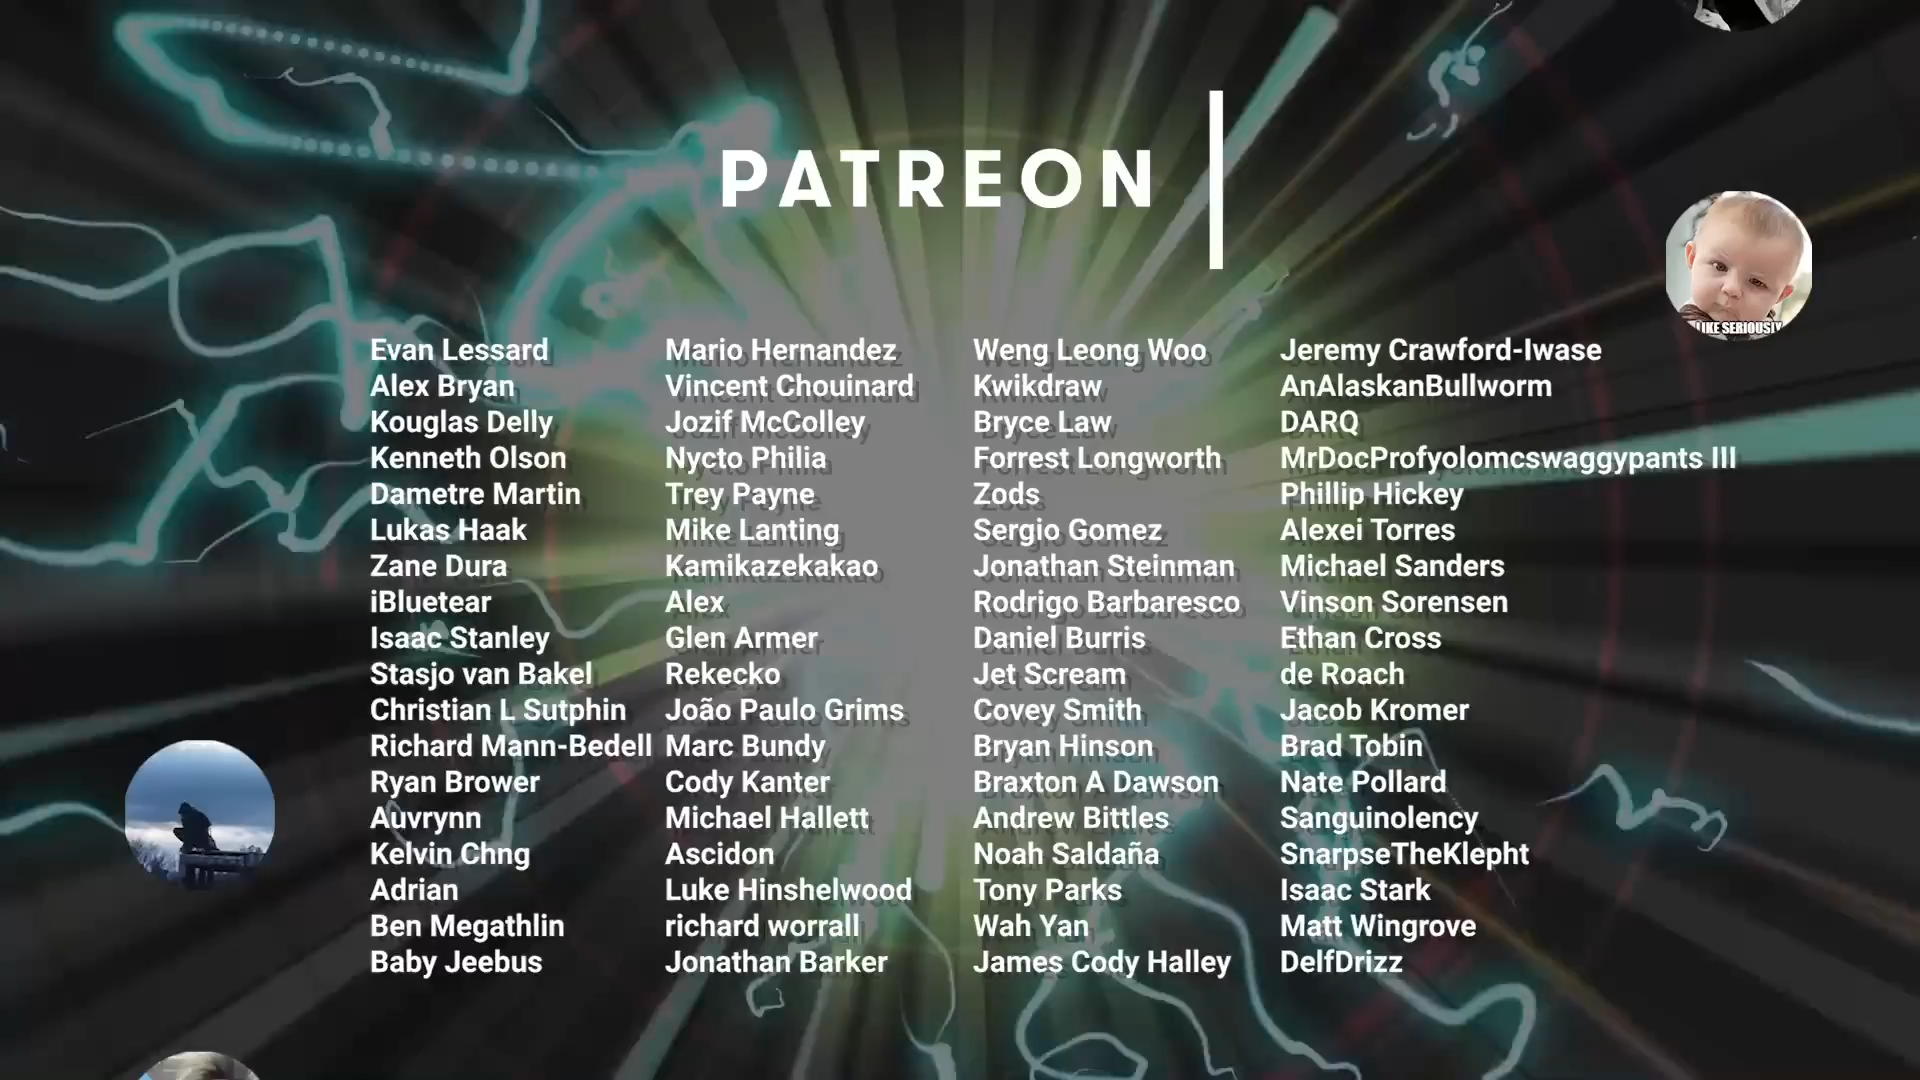 PATREON
LIKE SERIOUSLY
Evan Lessard
Alex Bryan
Kouglas Delly
Kenneth Olson
Dametre Martin
Lukas Haak
Zane Dura
iBluetear
Isaac Stanley
Stasjo van Bakel
Christian L Sutphin
Richard Mann-Bedell
Ryan Brower
Auvrynn
Kelvin Chng
Adrian
Ben Megathlin
Baby Jeebus
Mario Hernandez
Vincent Chouinard
Jozif McColley
Nycto Philia
Trey Payne
Mike Lanting
Kamikazekakao
Alex
Glen Armer
Rekecko
João Paulo Grims
Marc Bundy
Cody Kanter
Michael Hallett
Ascidon
Luke Hinshelwood
richard worrall
Jonathan Barker
Weng Leong Woo
Kwikdraw
Bryce Law
Forrest Longworth
Zods
Sergio Gomez
Jonathan Steinman
Rodrigo Barbaresco
Daniel Burris
Jet Scream
Covey Smith
Bryan Hinson
Braxton A Dawson
Andrew Bittles
Noah Saldaña
Tony Parks
Wah Yan
James Cody Halley
Jeremy Crawford-Iwase
AnAlaskanBullworm
DARQ
MrDocProfyolomcswaggypants III
Phillip Hickey
Alexei Torres
Michael Sanders
Vinson Sorensen
Ethan Cross
de Roach
Jacob Kromer
Brad Tobin
Nate Pollard
Sanguinolency
SnarpseTheKlepht
Isaac Stark
Matt Wingrove
DelfDrizz